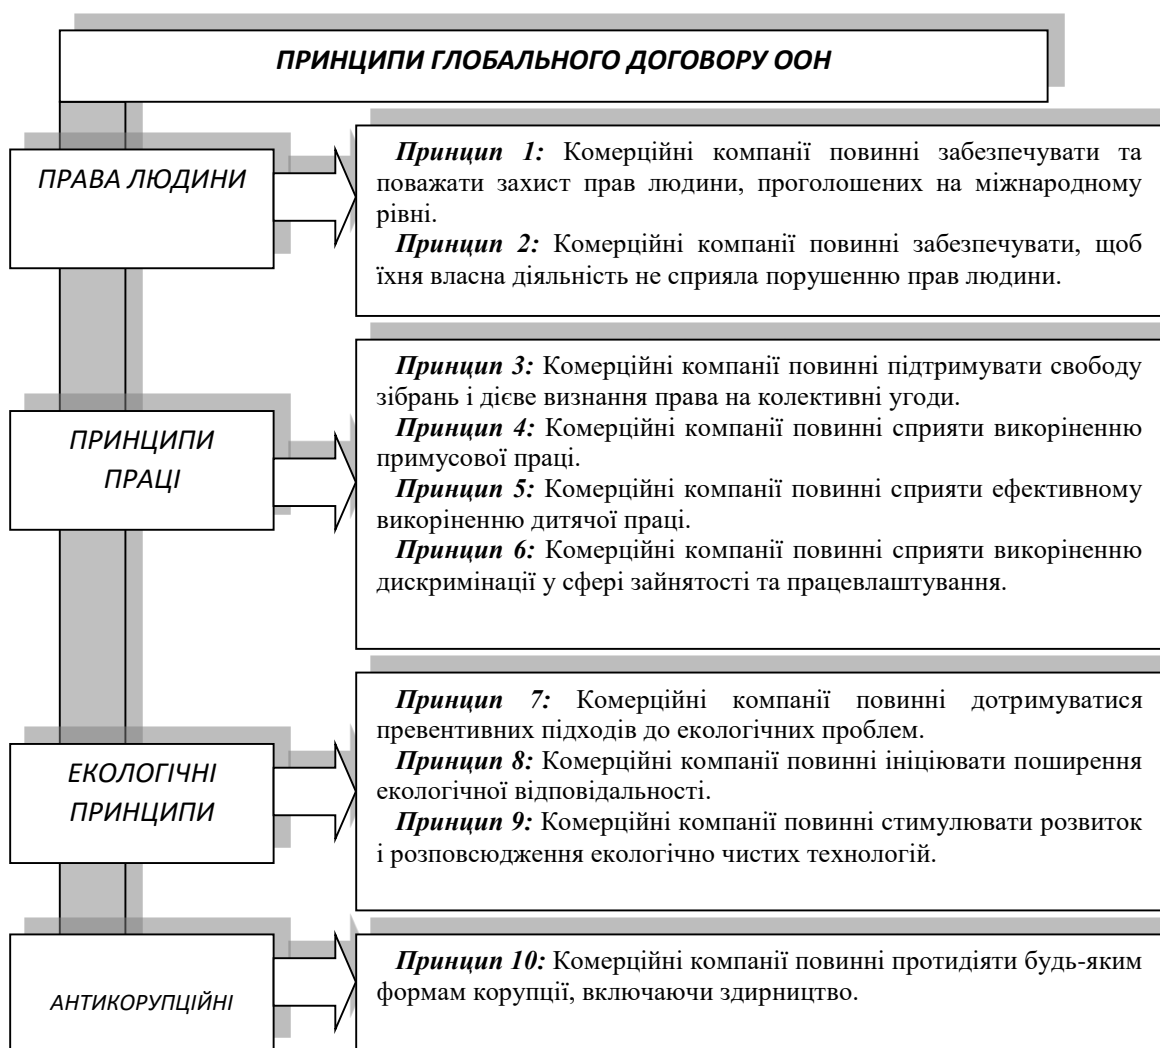 ПРИНЦИПИ ГЛОБАЛЬНОГО ДОГОВОРУ ООН
ПРАВА ЛЮДИНИ
Принцип 1: Комерційні компанії повинні забезпечувати та
поважати захист прав людини, проголошених на міжнародному
рівні.
Принцип 2: Комерційні компанії повинні забезпечувати, щоб
їхня власна діяльність не сприяла порушенню прав людини.
ПРИНЦИПИ
ПРАЦІ
Принцип 3: Комерційні компанії повинні підтримувати свободу
зібрань і дієве визнання права на колективні угоди.
Принцип 4: Комерційні компанії повинні сприяти викоріненню
примусової праці.
Принцип 5: Комерційні компанії повинні сприяти ефективному
викоріненню дитячої праці.
Принцип 6: Комерційні компанії повинні сприяти викоріненню
дискримінації у сфері зайнятості та працевлаштування.
ЕКОЛОГІЧНІ
ПРИНЦИПИ
Принцип 7: Комерційні компанії повинні дотримуватися
превентивних підходів до екологічних проблем.
Принцип 8: Комерційні компанії повинні ініціювати поширення
екологічної відповідальності.
Принцип 9: Комерційні компанії повинні стимулювати розвиток
і розповсюдження екологічно чистих технологій.
АНТИКОРУПЦІЙНІ
Принцип 10: Комерційні компанії повинні протидіяти будь-яким
формам корупції, включаючи здирництво.